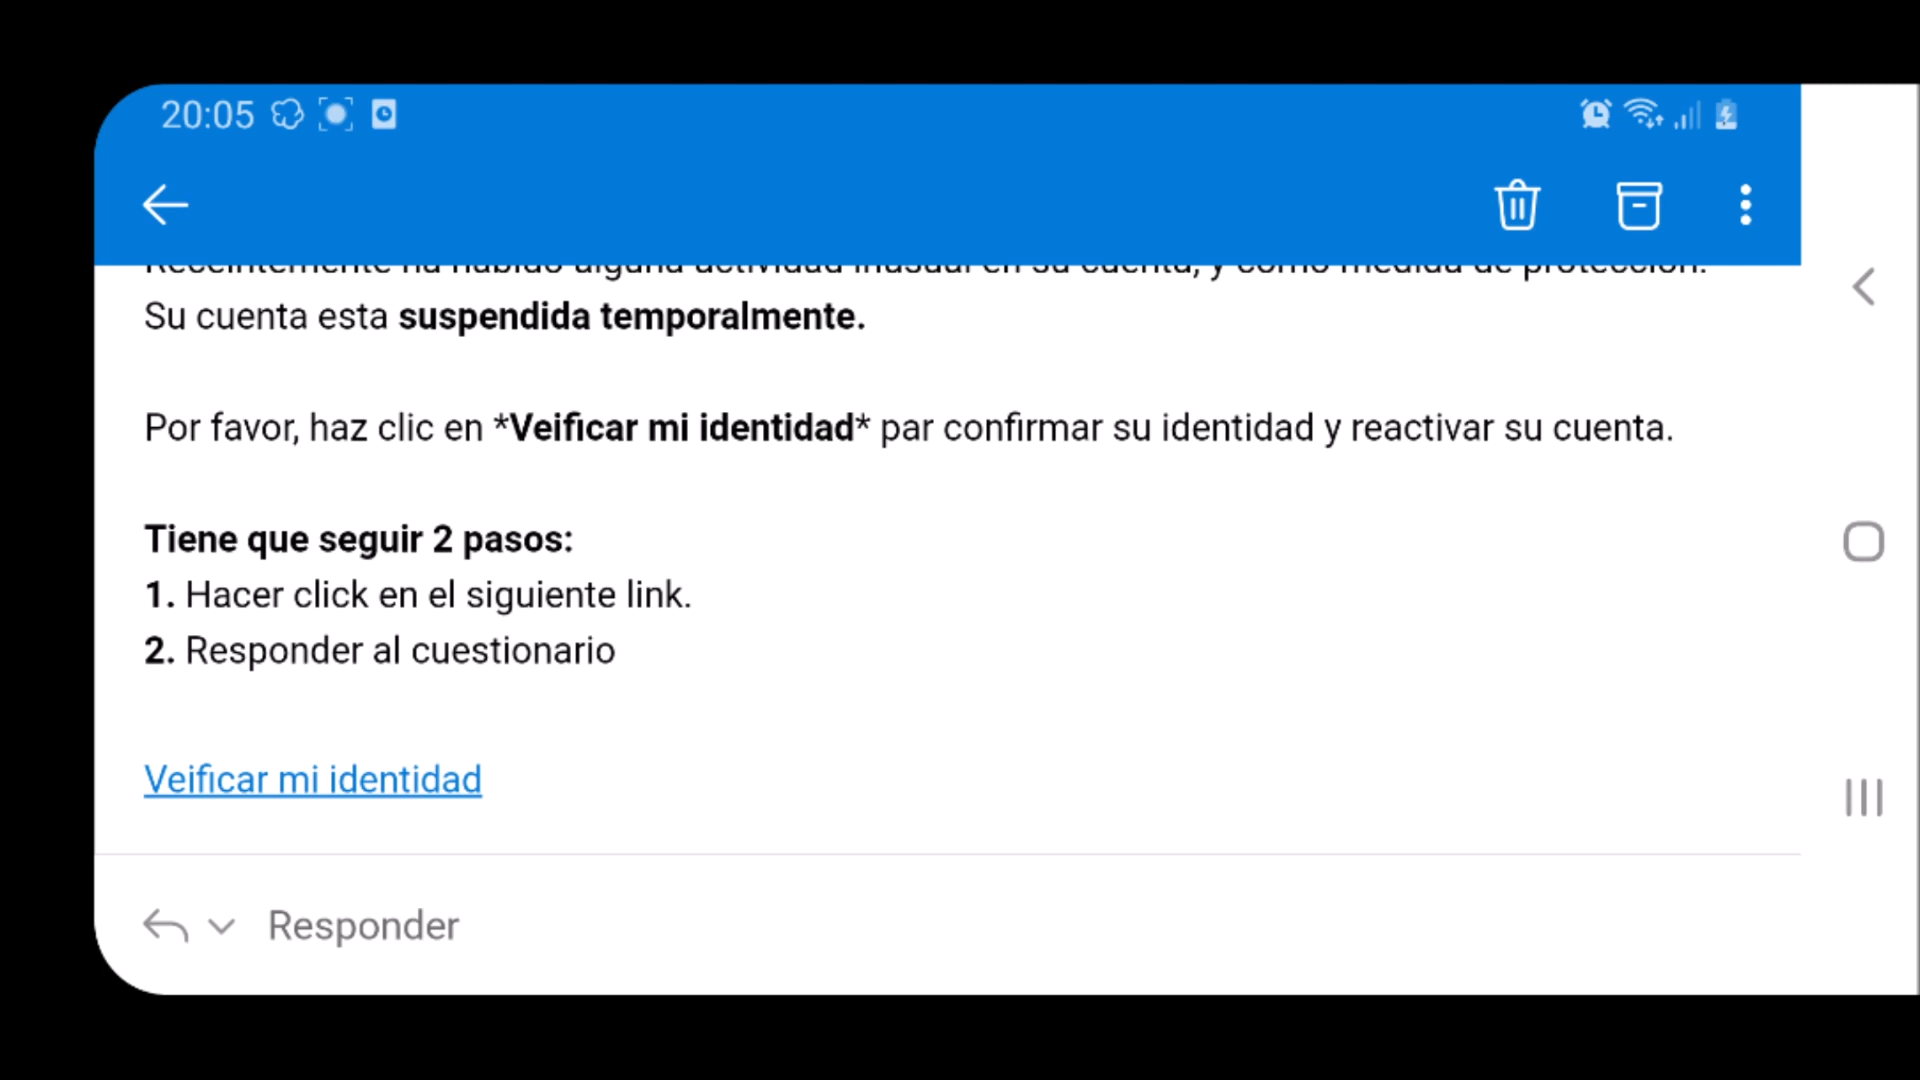 20:05
Su cuenta esta suspendida temporalmente.
Por favor, haz clic en *Veificar mi identidad* par confirmar su identidad y reactivar su cuenta.
Tiene que seguir 2 pasos:
1. Hacer click en el siguiente link.
2. Responder al cuestionario
Veificar mi identidad
Responder